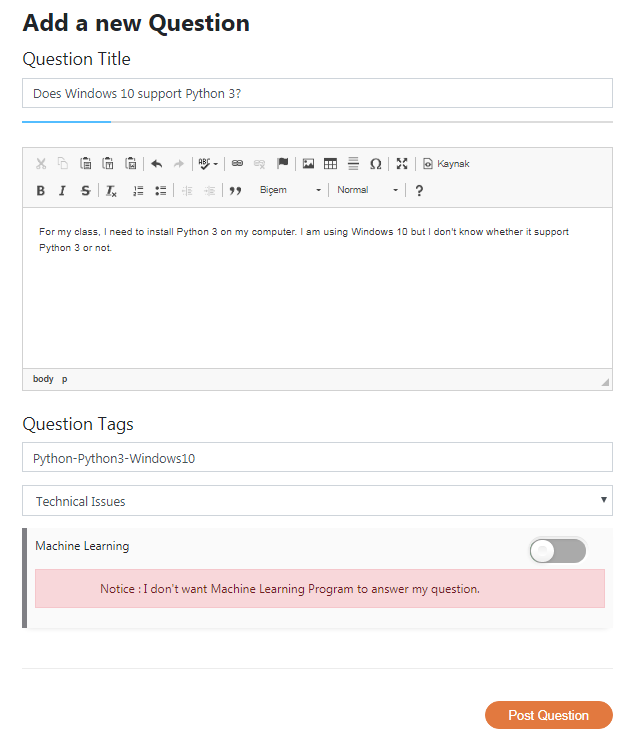 Add a new Question
Question Title
Does Windows 10 support Python 3?
ABC
Ω
Kaynak
B I S Tx
Biçem
Normal
?
For my class, I need to install Python 3 on my computer. I am using Windows 10 but I don't know whether it support
Python 3 or not.
body p
Question Tags
Python-Python3-Windows10
Technical Issues
Machine Learning
Notice : I don't want Machine Learning Program to answer my question.
Post Question